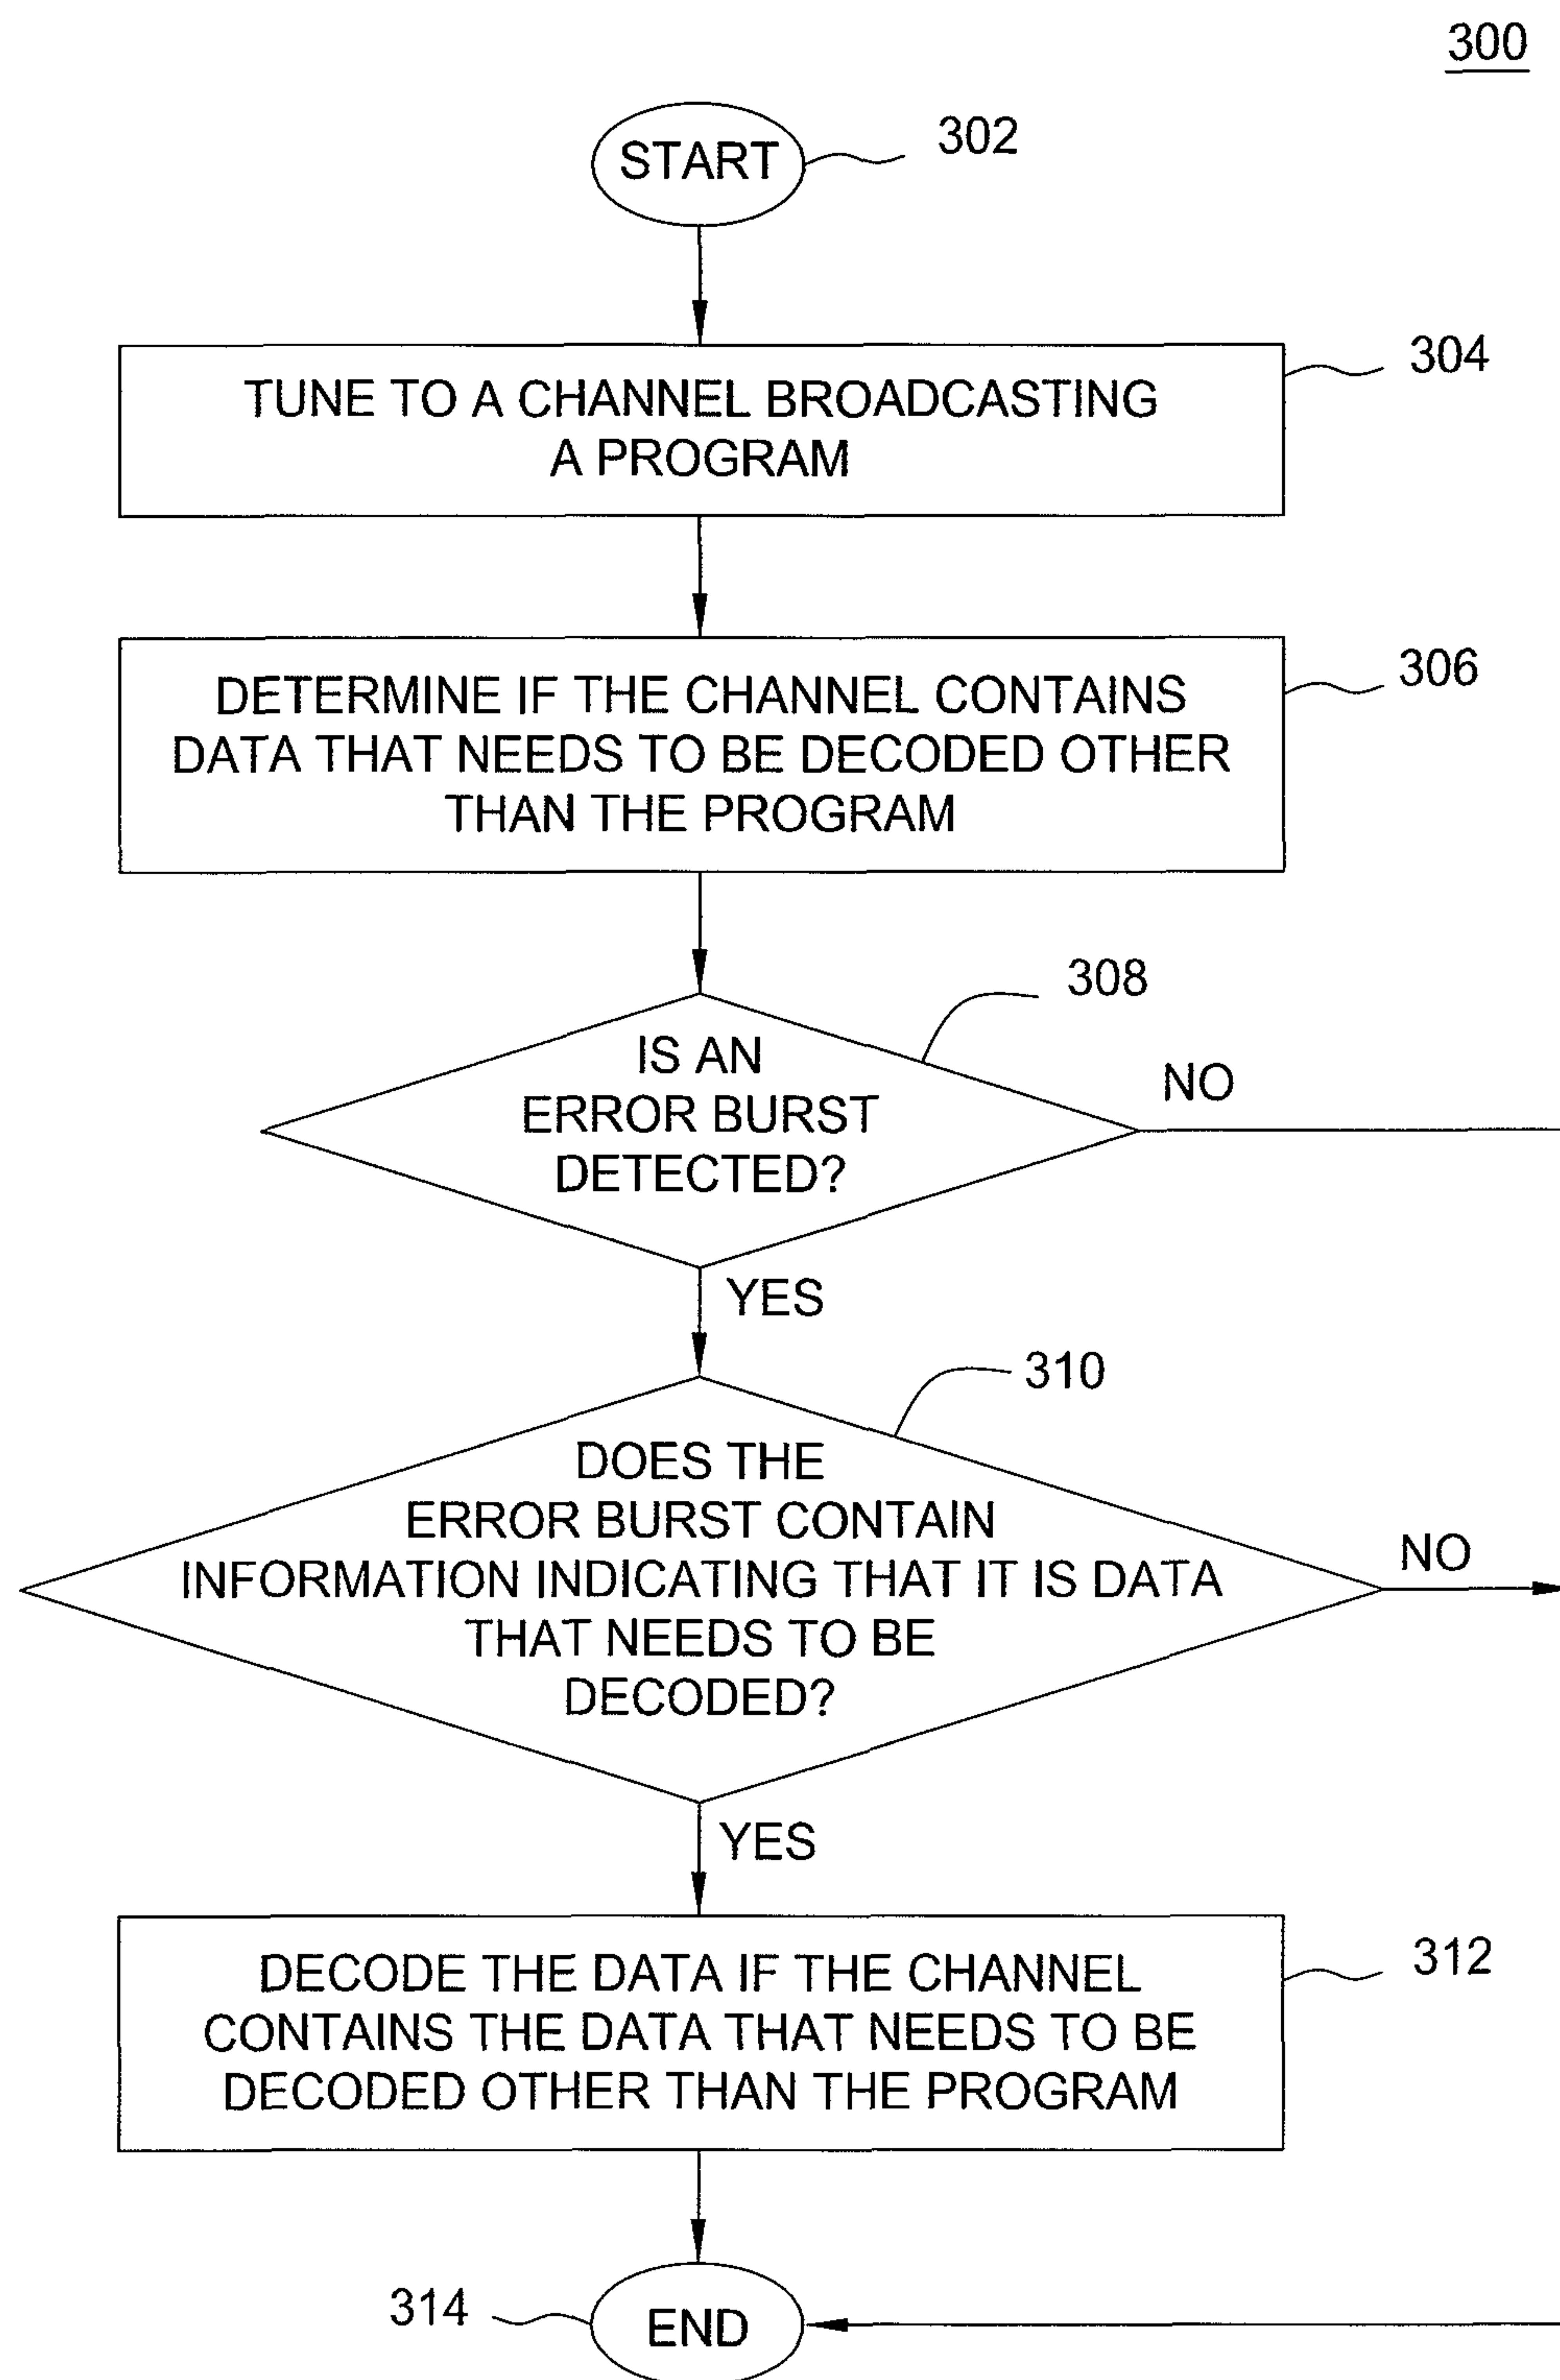 300
START
302
TUNE TO A CHANNEL BROADCASTING
A PROGRAM
304
DETERMINE IF THE CHANNEL CONTAINS
DATA THAT NEEDS TO BE DECODED OTHER
THAN THE PROGRAM
306
308
IS AN
ERROR BURST
DETECTED?
NO
YES
310
DOES THE
ERROR BURST CONTAIN
INFORMATION INDICATING THAT IT IS DATA
THAT NEEDS TO BE
DECODED?
NO
YES
DECODE THE DATA IF THE CHANNEL
CONTAINS THE DATA THAT NEEDS TO BE
DECODED OTHER THAN THE PROGRAM
312
314
END